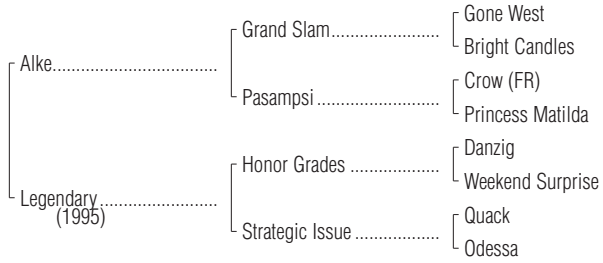 Gone West
Grand Slam..........................
Bright Candles
Alke.......................................
Crow (FR)
Pasampsi.............................
Princess Matilda
Danzig
Honor Grades .....................
Weekend Surprise
Legendary............................
(1995)
Quack
Strategic Issue ....................
Odessa